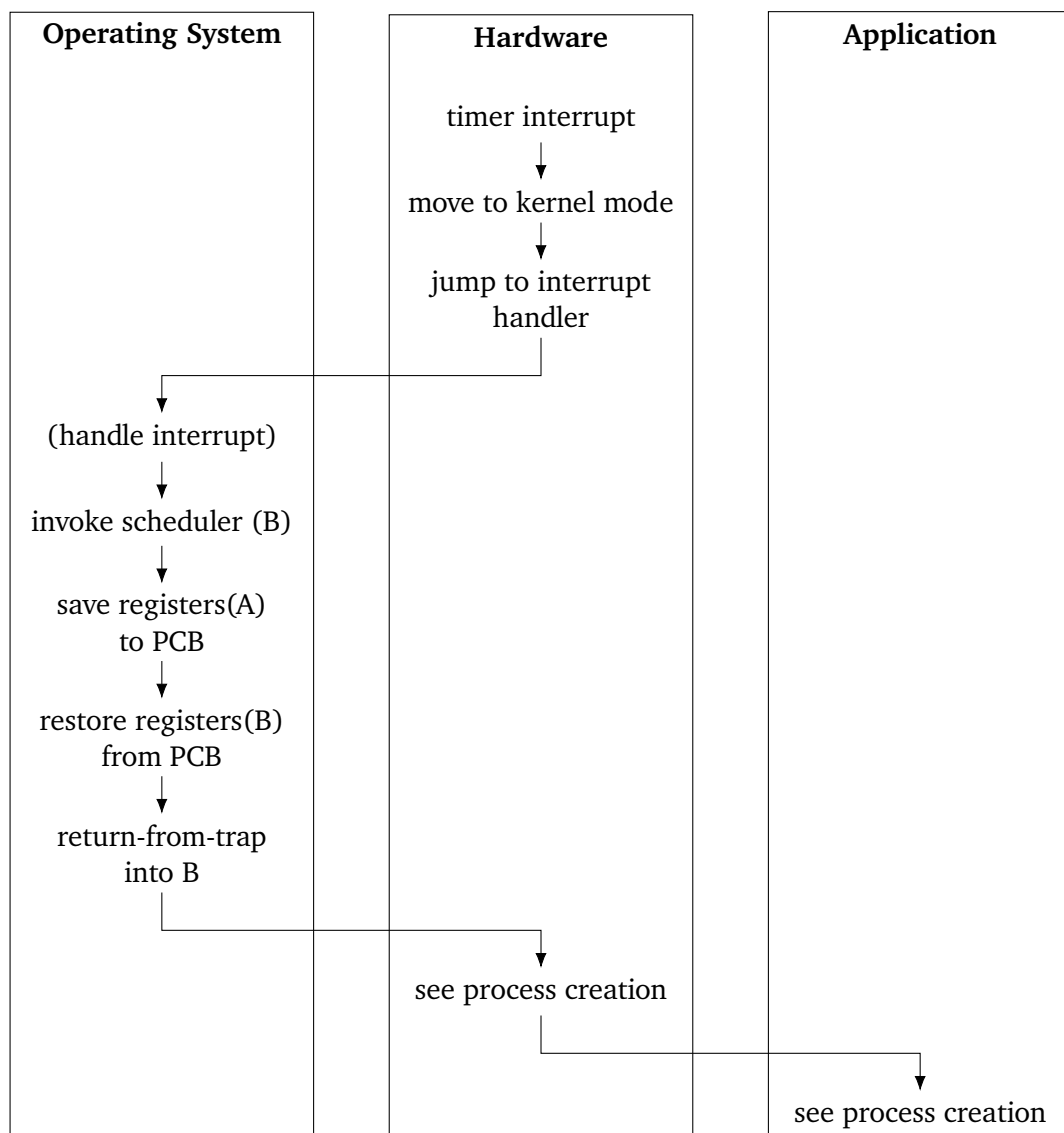 Operating System
Hardware
Application
timer interrupt
move to kernel mode
jump to interrupt
handler
(handle interrupt)
invoke scheduler (B)
save registers(A)
to PCB
restore registers(B)
from PCB
return-from-trap
into B
see process creation
see process creation